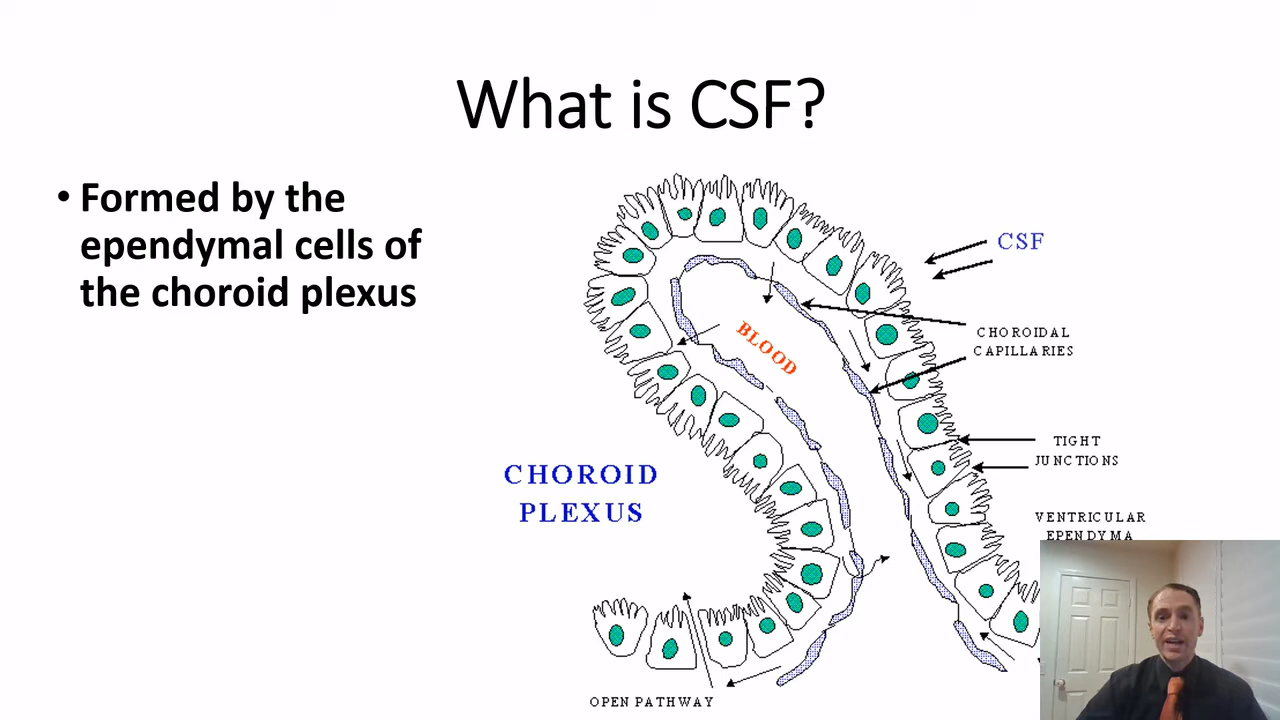 What is CSF?
• Formed by the
ependymal cells of
the choroid plexus
CSF
BLOOD
CHOROIDAL
CAPILLARIES
TIGHT
JUNCTIONS
CHOROID
PLEXUS
VENTRICULAR
EPENDYMA
OPEN PATHWAY